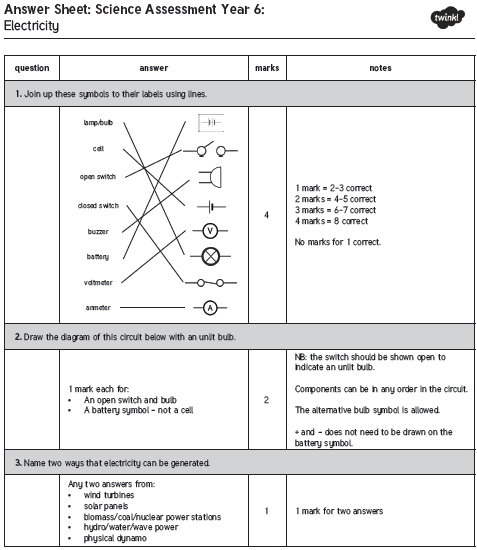 Answer Sheet: Science Assessment Year 6:
Electricity
twinkl
question answer marks notes
1. Join up these symbols to their labels using lines.
lamp/bulb
cell
open switch
closed switch
buzzer
battery
voltmeter
ammeter
V
A
4
1 mark = 2-3 correct
2 marks = 4-5 correct
3 marks = 6-7 correct
4 marks = 8 correct
No marks for 1 correct.
2. Draw the diagram of this circuit below with an unlit bulb.
1 mark each for:
• An open switch and bulb
• A battery symbol – not a cell
2
NB: the switch should be shown open to
indicate an unlit bulb.
Components can be in any order in the circuit.
The alternative bulb symbol is allowed.
+ and – does not need to be drawn on the
battery symbol.
3. Name two ways that electricity can be generated.
Any two answers from:
• wind turbines
• solar panels
• biomass/coal/nuclear power stations
• hydro/water/wave power
• physical dynamo
1
1 mark for two answers